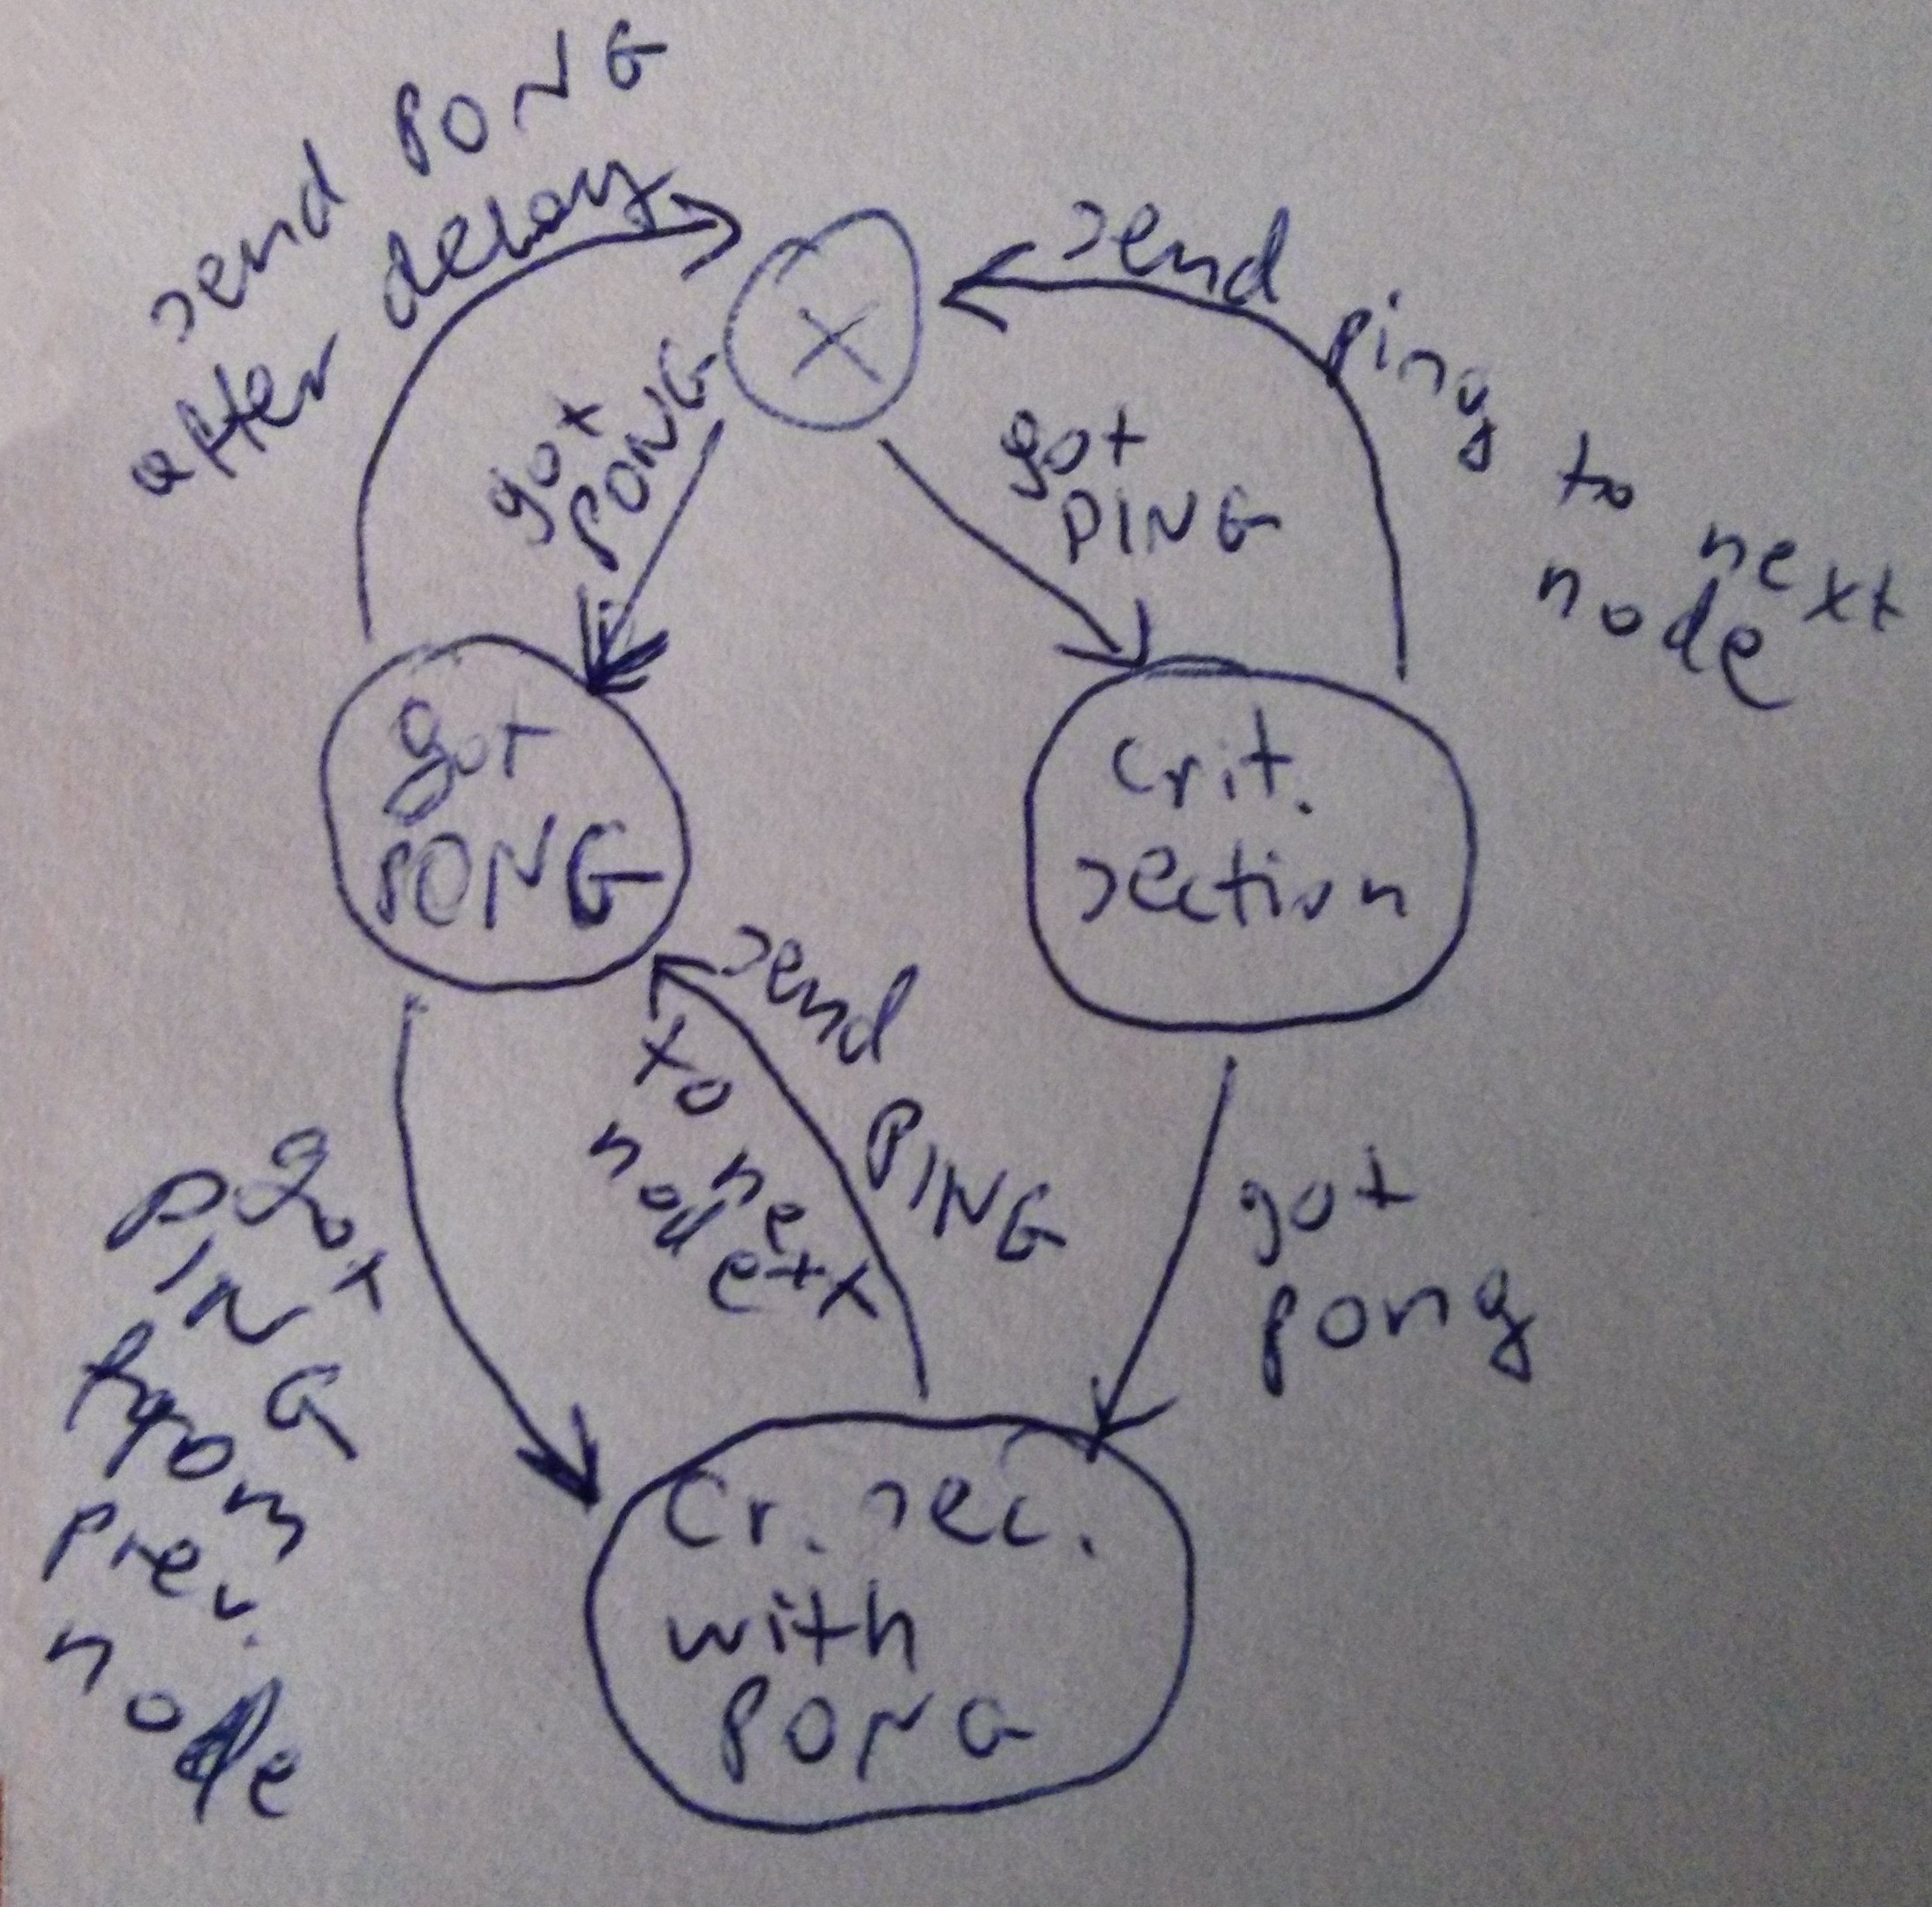 send PONG
after delay
X
send ping to next
node
got
PONG
got
PING
got
PONG
crit.
section
send PING
to next
node
got
PING
from
prev.
node
got
pong
Cr. sec.
with
PONG